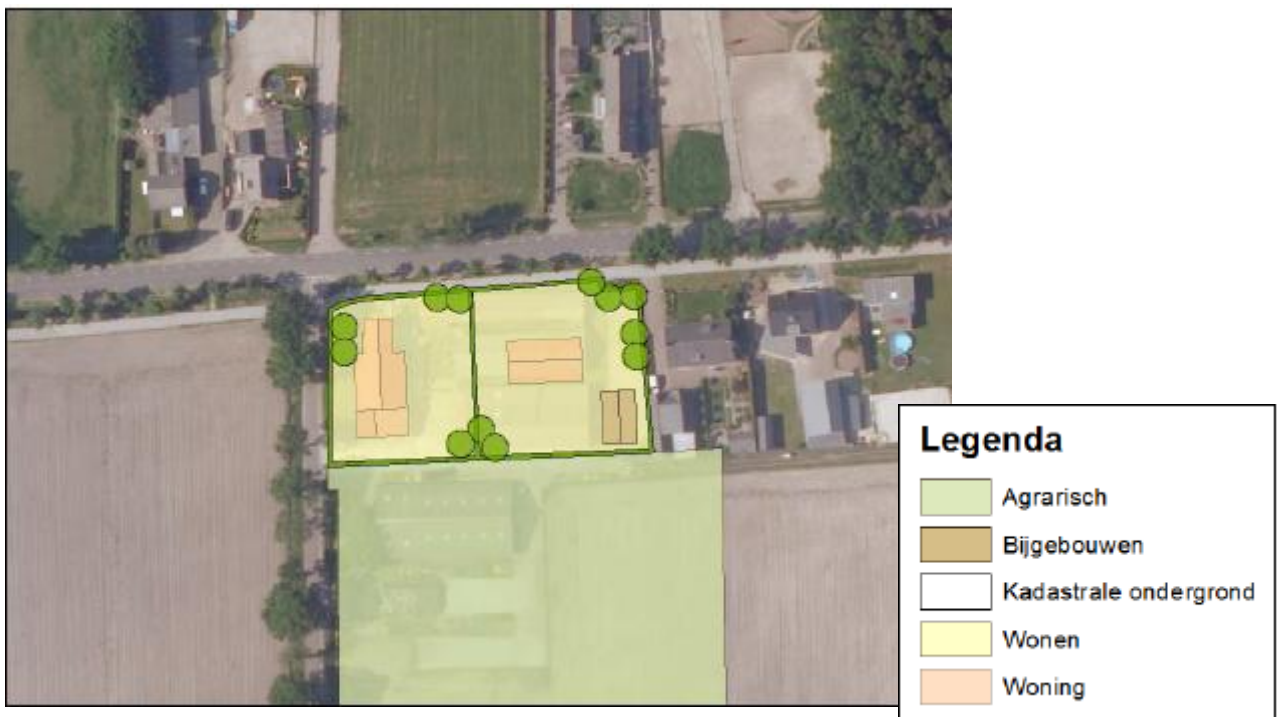 Legenda
Agrarisch
Bijgebouwen
Kadastrale ondergrond
Wonen
Woning